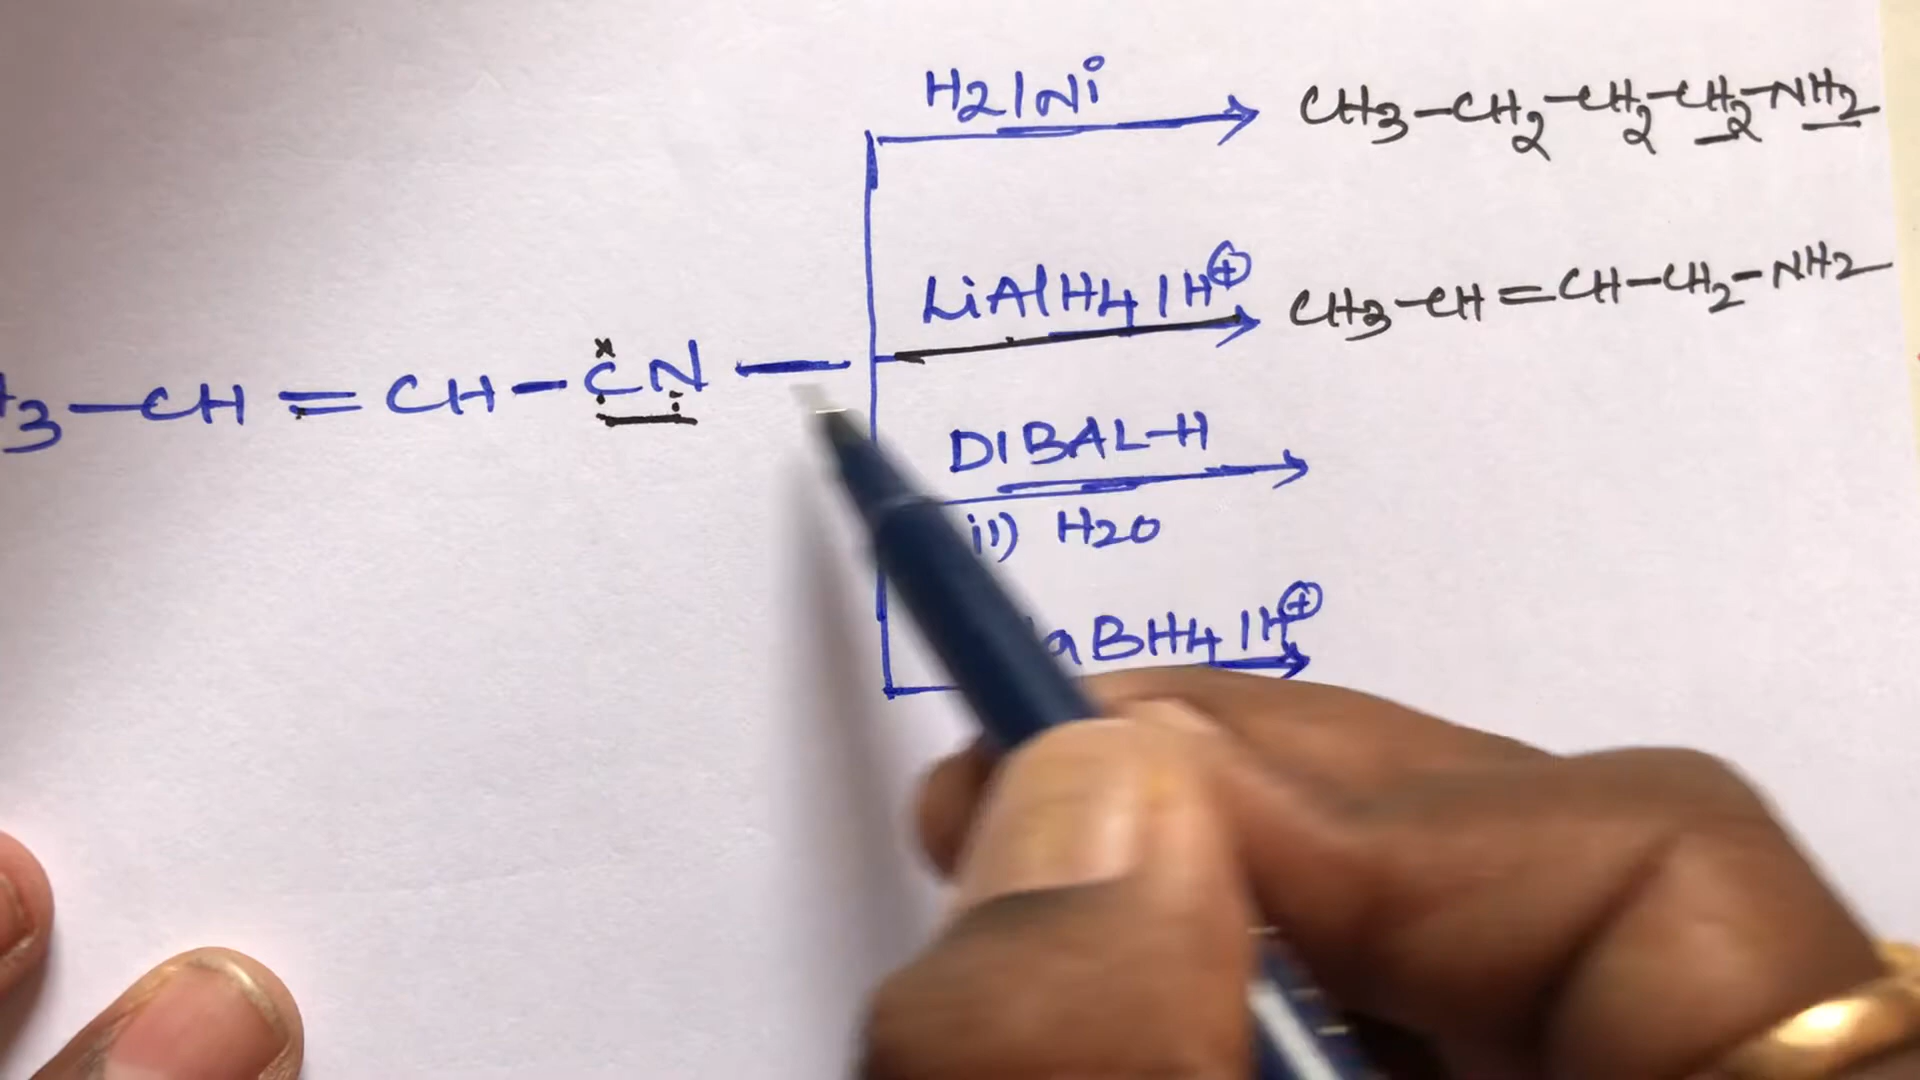 H2/Ni CH3-CH2-CH2-CH2-NH2
LiAlH4/H⊕ CH3-CH=CH-CH2-NH2
3-CH=CH-CN
DIBAL-H
ii) H2O
aBH4/H⊕